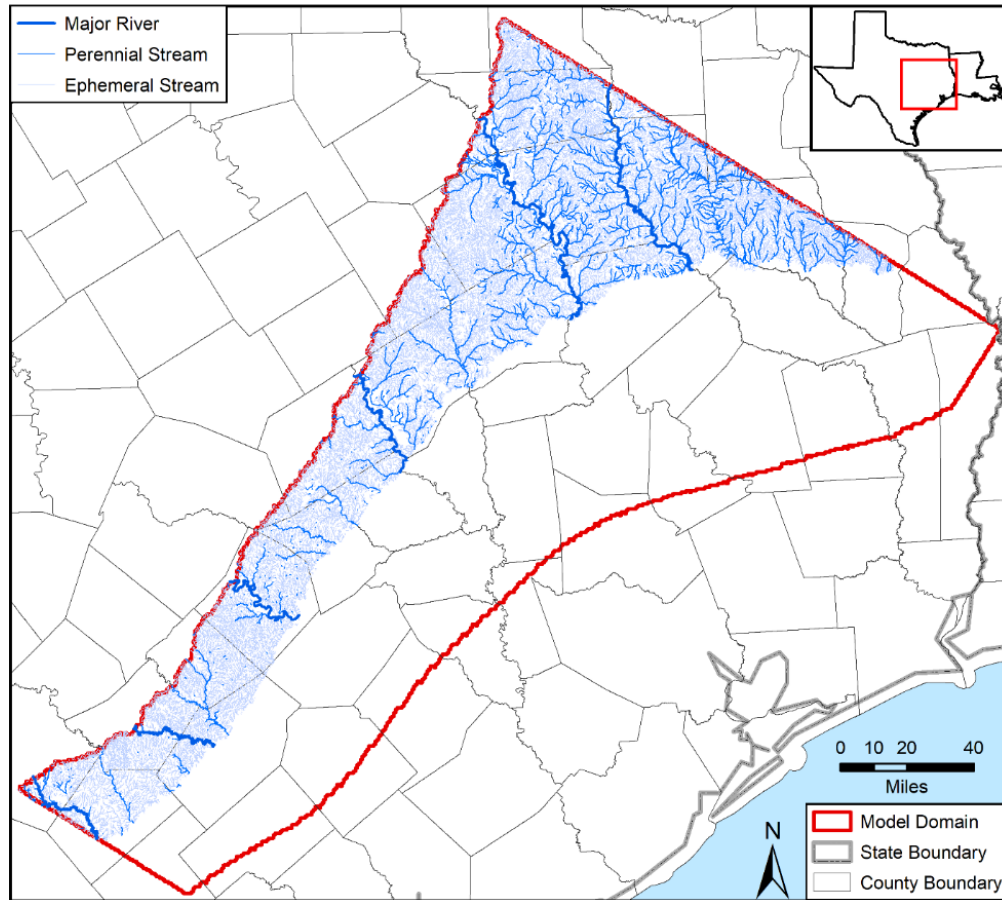 Major River
Perennial Stream
Ephemeral Stream
0 10 20 40
Miles
N
Model Domain
State Boundary
County Boundary